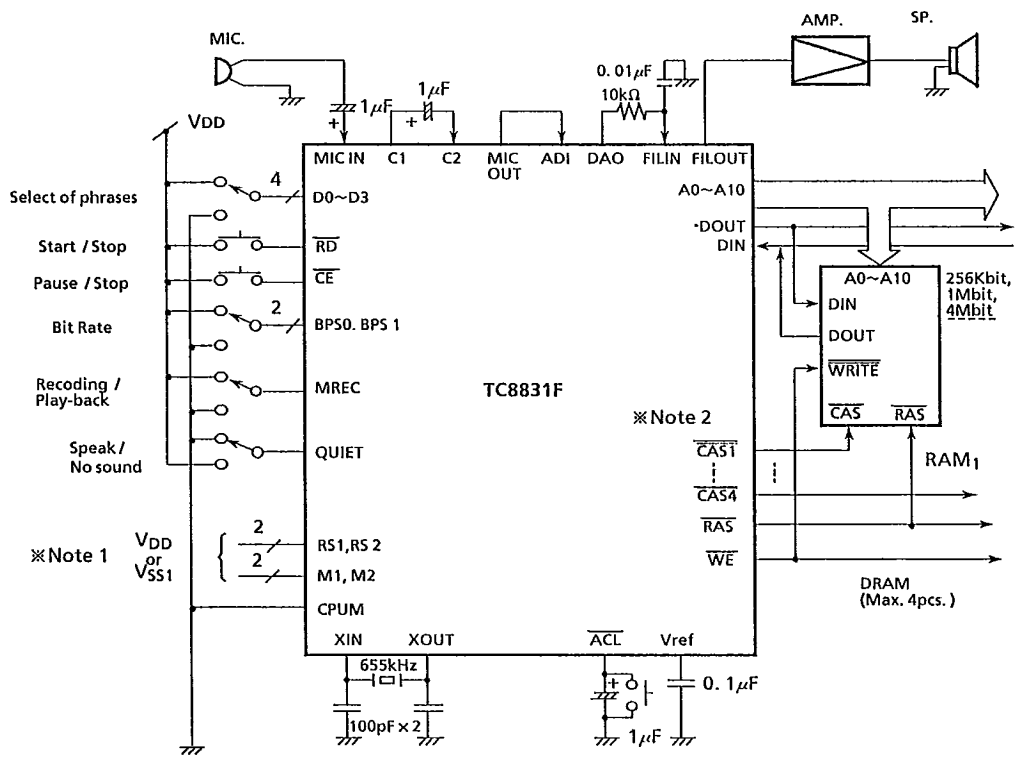 AMP.
SP.
MIC.
0.01μF
10kΩ
1μF
+
1μF
+
VDD
MIC IN
C1
C2
MIC
OUT
ADI
DAO
FILIN
FILOUT
Select of phrases
4
D0~D3
A0~A10
DOUT
DIN
Start / Stop
RD
Pause / Stop
CE
Bit Rate
2
BPS0. BPS 1
A0~A10
DIN
DOUT
WRITE
CAS
RAS
256Kbit,
1Mbit,
4Mbit
Recoding /
Play-back
MREC
TC8831F
※Note 2
Speak /
No sound
QUIET
CAS1
CAS4
RAS
WE
RAM1
※Note 1
VDD
or
VSS1
2
RS1,RS 2
2
M1, M2
CPUM
DRAM
(Max. 4pcs. )
XIN
XOUT
ACL
Vref
655kHz
100pF × 2
+
1μF
0. 1μF